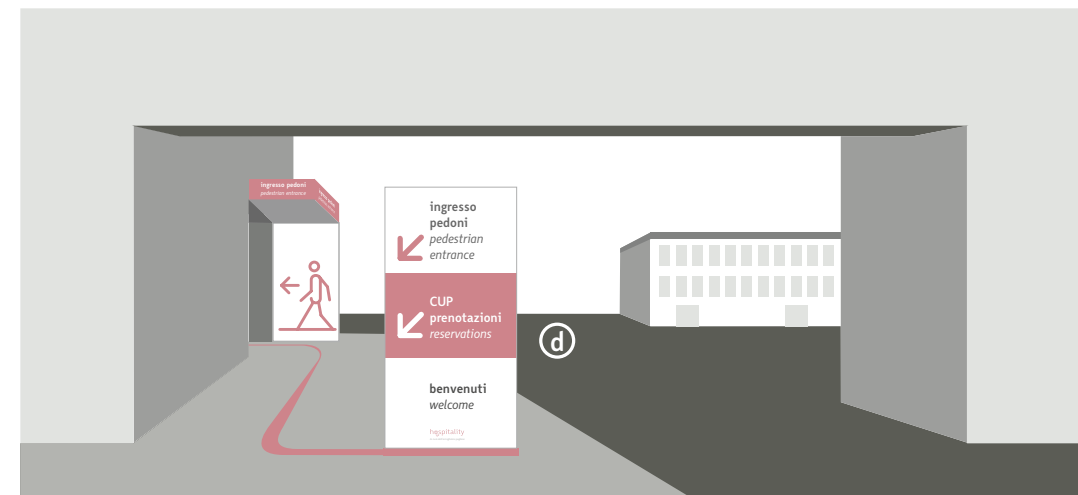 ingresso pedoni
pedestrian entrance
ingresso
pedoni
pedestrian
entrance
CUP
prenotazioni
reservations
d
benvenuti
welcome
hospitality